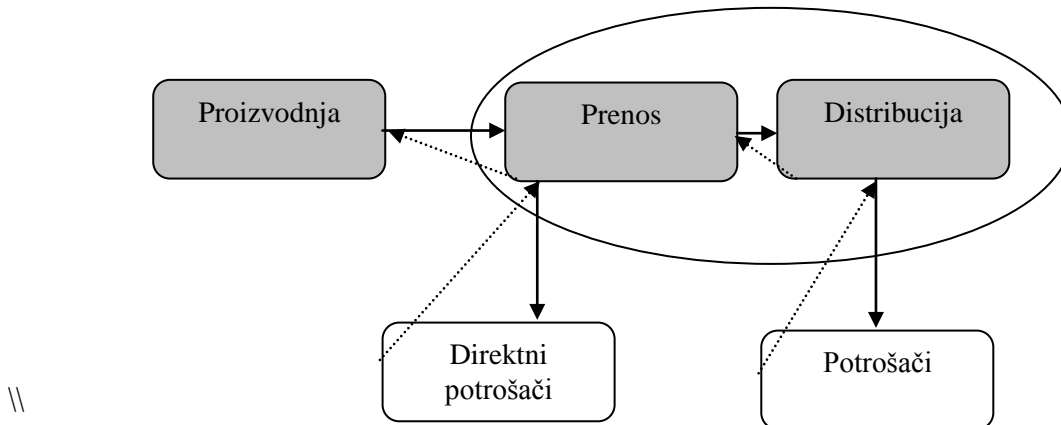 Proizvodnja
Prenos
Distribucija
Direktni
potrošači
Potrošači
\\